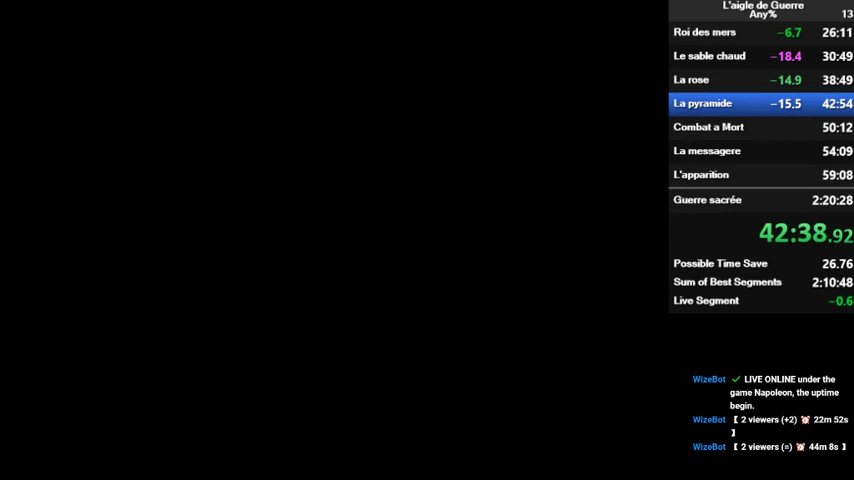 L'aigle de Guerre
Any% 13
Roi des mers −6.7 26:11
Le sable chaud −18.4 30:49
La rose −14.9 38:49
La pyramide −15.5 42:54
Combat a Mort 50:12
La messagere 54:09
L'apparition 59:08
Guerre sacrée 2:20:28
42:38.92
Possible Time Save 26.76
Sum of Best Segments 2:10:48
Live Segment −0.6
WizeBot ✓ LIVE ONLINE under the
game Napoleon, the uptime
begin.
WizeBot 【 2 viewers (+2) ⏰ 22m 52s
】
WizeBot 【 2 viewers (=) ⏰ 44m 8s 】